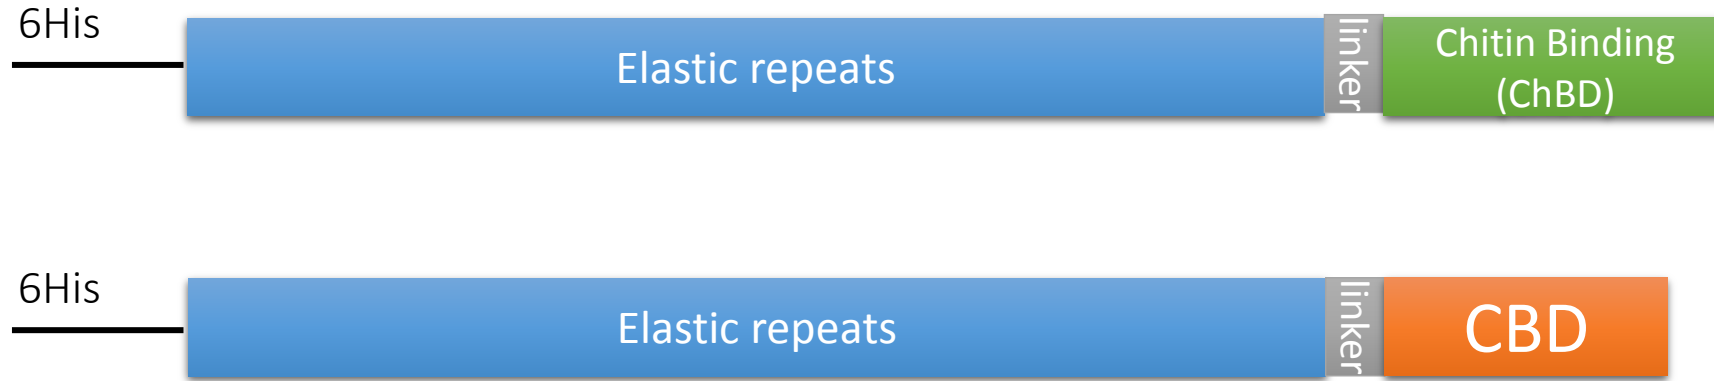 6His
Elastic repeats
linker
Chitin Binding
(ChBD)
6His
Elastic repeats
linker
CBD